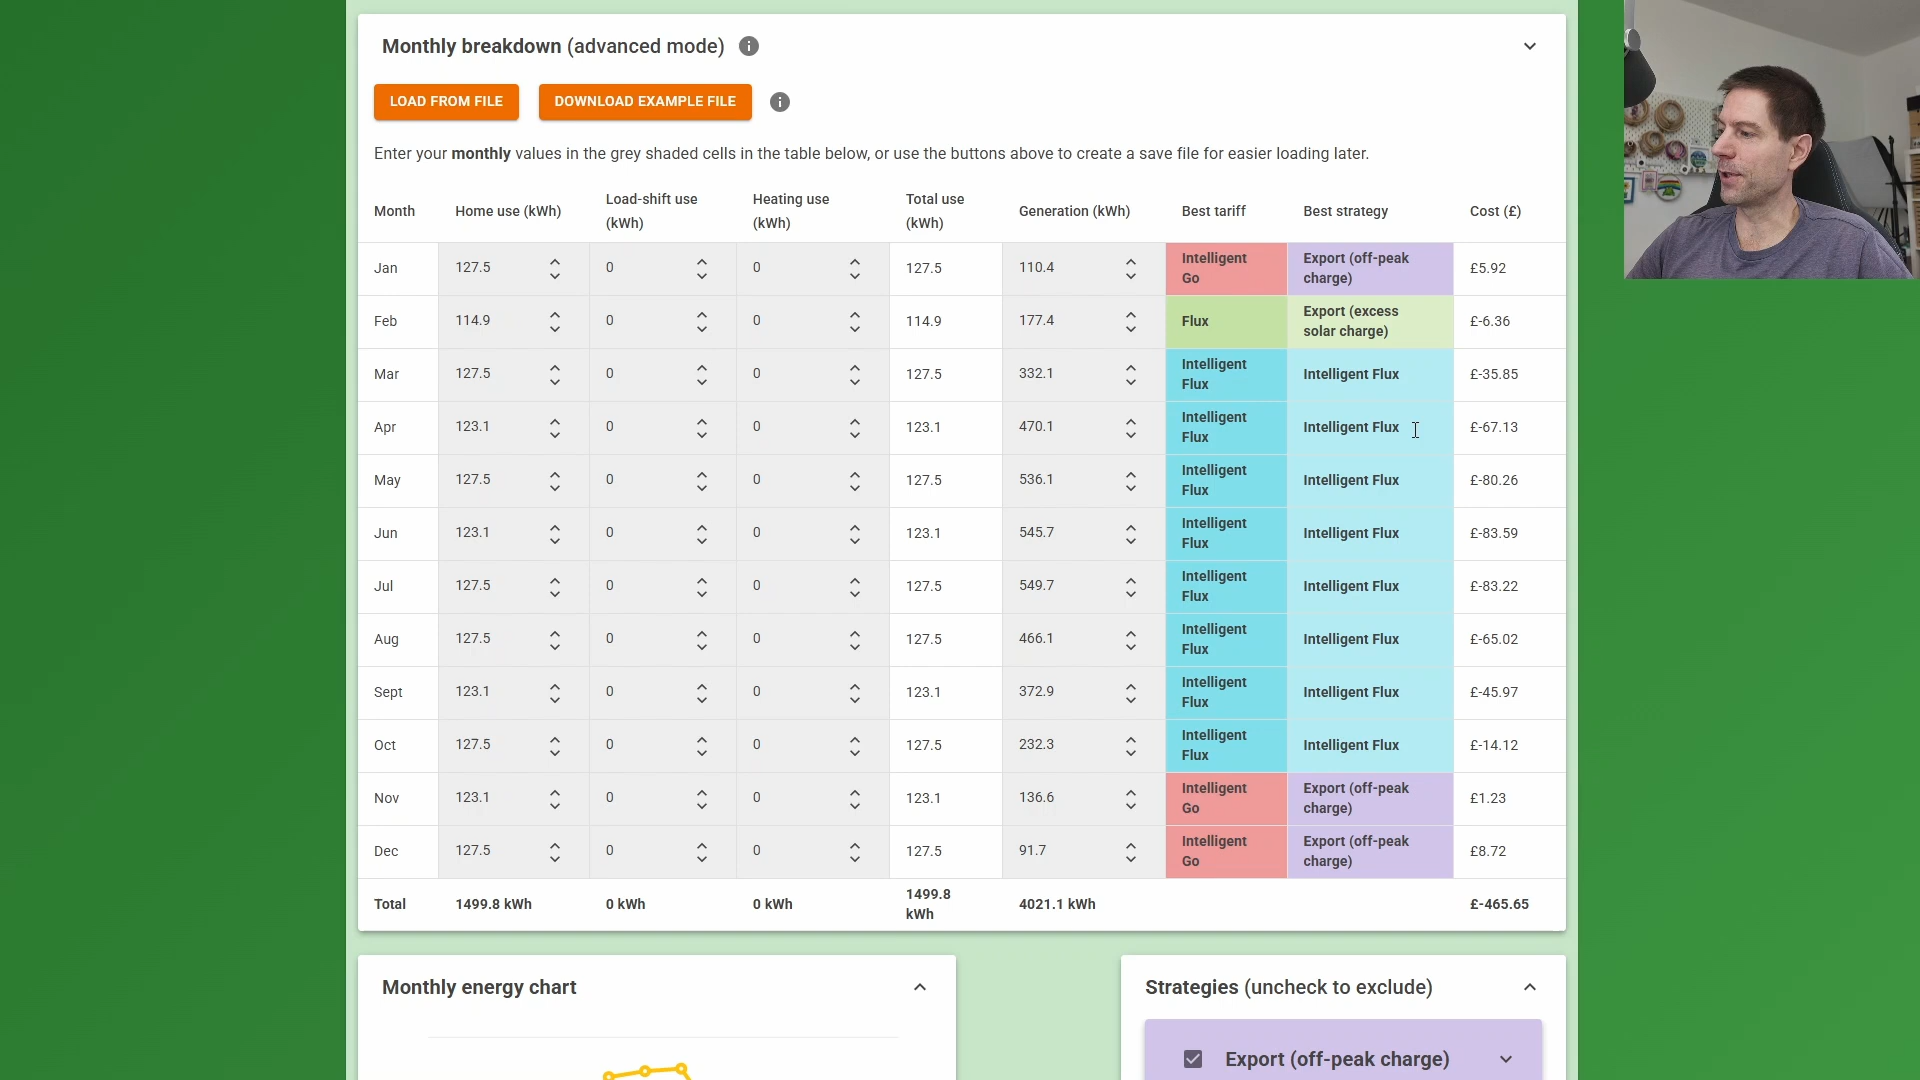 Monthly breakdown (advanced mode)
LOAD FROM FILE
DOWNLOAD EXAMPLE FILE
Enter your monthly values in the grey shaded cells in the table below, or use the buttons above to create a save file for easier loading later.
Month Home use (kWh) Load-shift use (kWh) Heating use (kWh) Total use (kWh) Generation (kWh) Best tariff Best strategy Cost (£)
Jan 127.5 0 0 127.5 110.4 Intelligent Go Export (off-peak charge) £5.92
Feb 114.9 0 0 114.9 177.4 Flux Export (excess solar charge) £-6.36
Mar 127.5 0 0 127.5 332.1 Intelligent Flux Intelligent Flux £-35.85
Apr 123.1 0 0 123.1 470.1 Intelligent Flux Intelligent Flux £-67.13
May 127.5 0 0 127.5 536.1 Intelligent Flux Intelligent Flux £-80.26
Jun 123.1 0 0 123.1 545.7 Intelligent Flux Intelligent Flux £-83.59
Jul 127.5 0 0 127.5 549.7 Intelligent Flux Intelligent Flux £-83.22
Aug 127.5 0 0 127.5 466.1 Intelligent Flux Intelligent Flux £-65.02
Sept 123.1 0 0 123.1 372.9 Intelligent Flux Intelligent Flux £-45.97
Oct 127.5 0 0 127.5 232.3 Intelligent Flux Intelligent Flux £-14.12
Nov 123.1 0 0 123.1 136.6 Intelligent Go Export (off-peak charge) £1.23
Dec 127.5 0 0 127.5 91.7 Intelligent Go Export (off-peak charge) £8.72
Total 1499.8 kWh 0 kWh 0 kWh 1499.8 kWh 4021.1 kWh £-465.65
Monthly energy chart
Strategies (uncheck to exclude)
Export (off-peak charge)